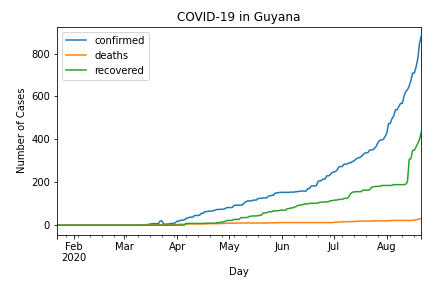 COVID-19 in Guyana
confirmed
deaths
recovered
Number of Cases
800
600
400
200
0
Feb Mar Apr May Jun Jul Aug
2020
Day